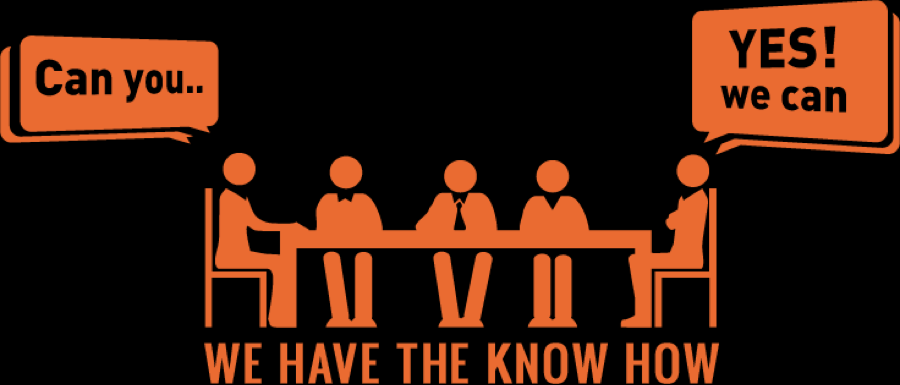 Can you..
YES!
we can
WE HAVE THE KNOW HOW